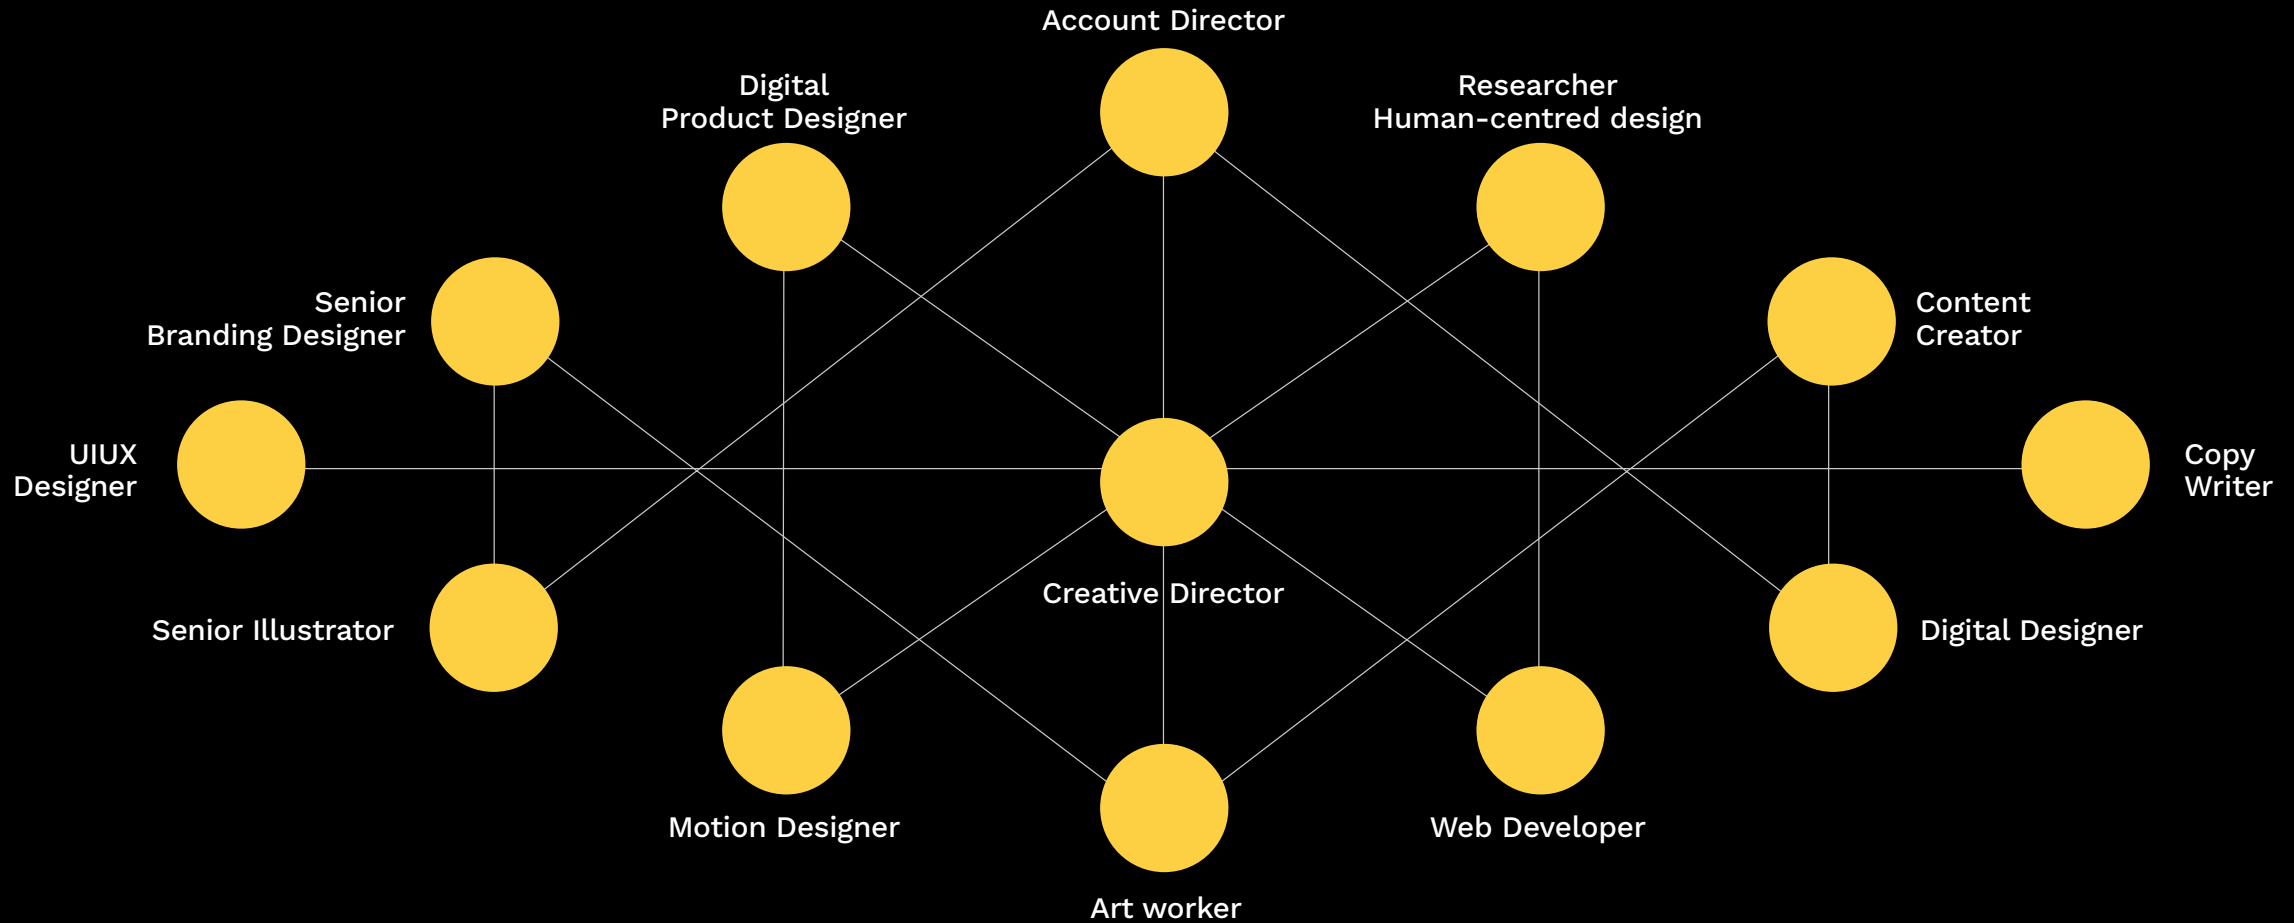 Account Director
Digital
Product Designer
Researcher
Human-centred design
Senior
Branding Designer
Content
Creator
UIUX
Designer
Copy
Writer
Creative Director
Senior Illustrator
Digital Designer
Motion Designer
Web Developer
Art worker